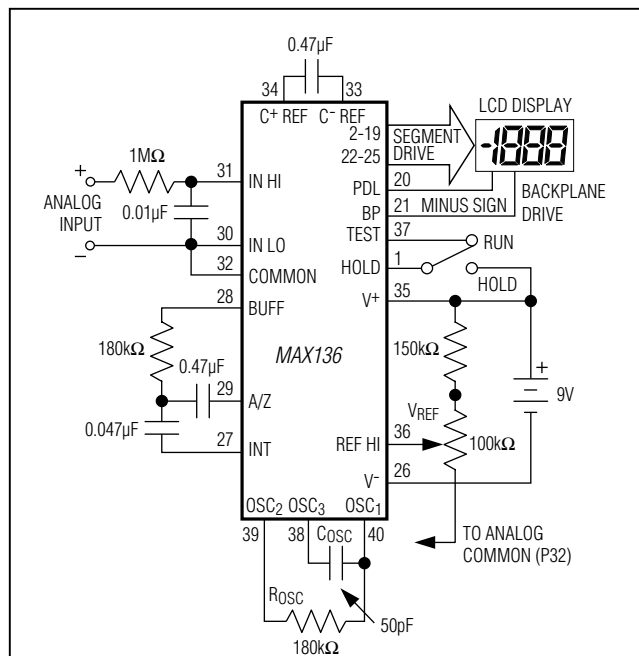 0.47μF
34
33
C+ REF
C- REF
LCD DISPLAY
2-19
SEGMENT
22-25
DRIVE
-1888
1MΩ
31
IN HI
PDL
20
MINUS SIGN
BACKPLANE
DRIVE
ANALOG
INPUT
+
−
0.01μF
BP
21
30
IN LO
TEST
37
RUN
32
COMMON
HOLD
1
HOLD
28
BUFF
V+
35
180kΩ
MAX136
150kΩ
+
9V
0.47μF
29
A/Z
VREF
REF HI
36
100kΩ
0.047μF
27
INT
V-
26
OSC2
OSC3
OSC1
39
38
40
COSC
TO ANALOG
COMMON (P32)
ROSC
180kΩ
50pF